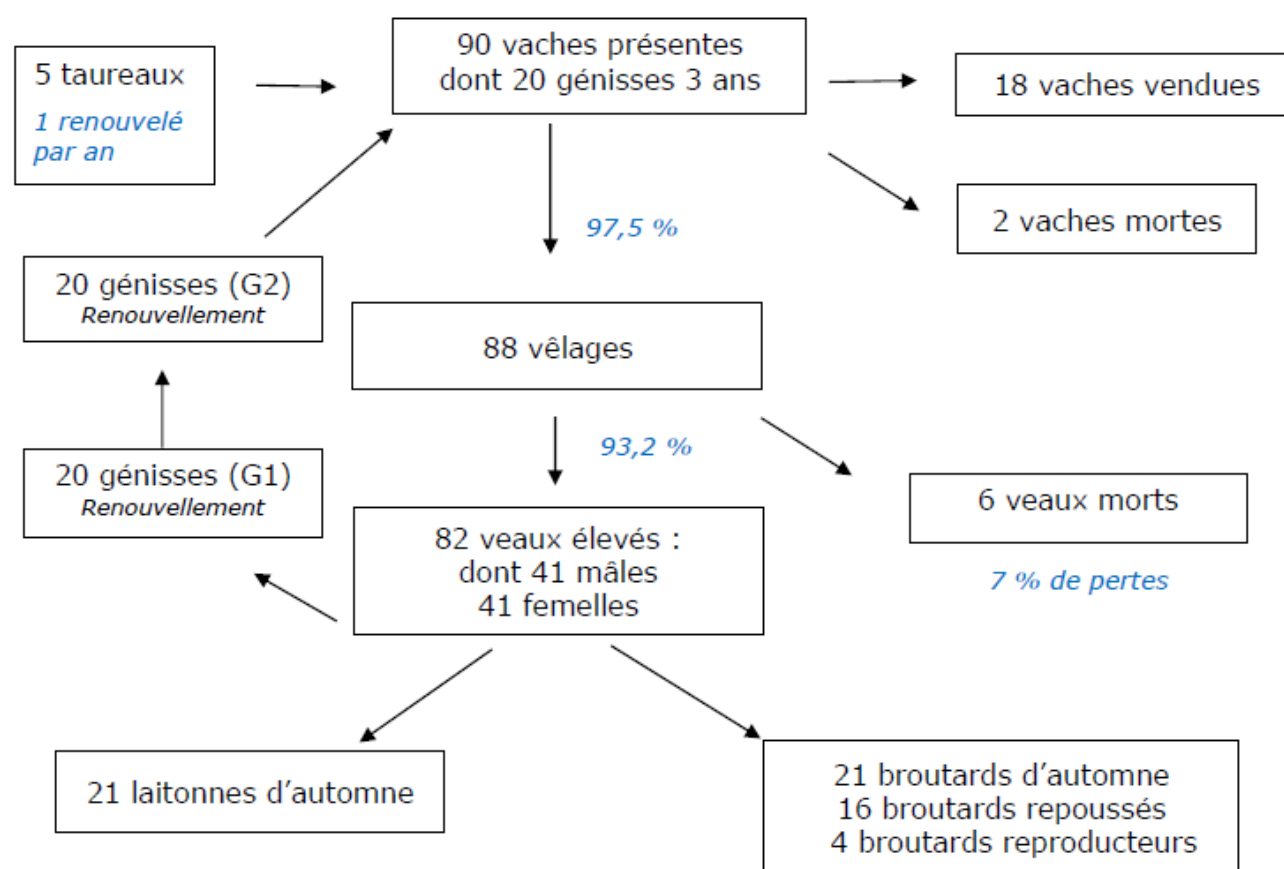 5 taureaux
1 renouvelé
par an
90 vaches présentes
dont 20 génisses 3 ans
18 vaches vendues
2 vaches mortes
97,5 %
20 génisses (G2)
Renouvellement
88 vêlages
93,2 %
20 génisses (G1)
Renouvellement
6 veaux morts
7 % de pertes
82 veaux élevés :
dont 41 mâles
41 femelles
21 laitonnes d’automne
21 broutards d’automne
16 broutards repoussés
4 broutards reproducteurs